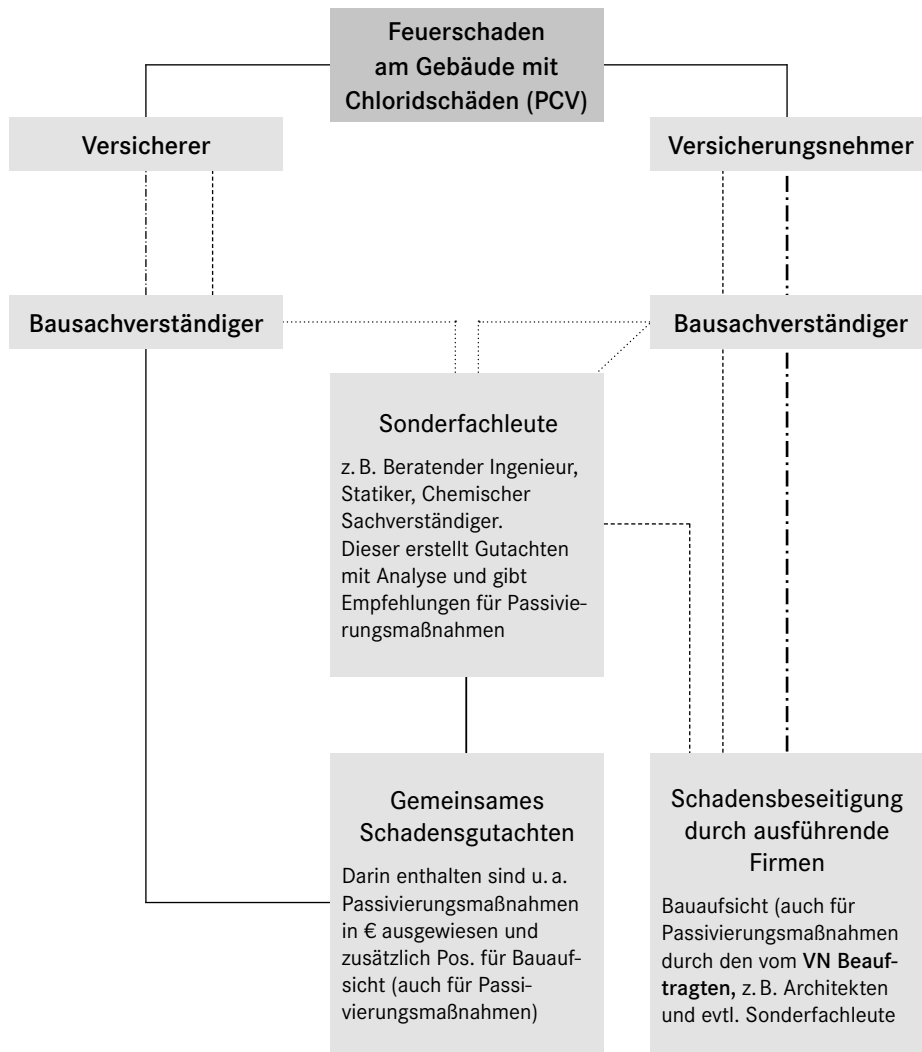 Feuerschaden
am Gebäude mit
Chloridschäden (PCV)
Versicherer
Versicherungsnehmer
Bausachverständiger
Bausachverständiger
Sonderfachleute
z. B. Beratender Ingenieur,
Statiker, Chemischer
Sachverständiger.
Dieser erstellt Gutachten
mit Analyse und gibt
Empfehlungen für Passivie-
rungsmaßnahmen
Gemeinsames
Schadensgutachten
Darin enthalten sind u. a.
Passivierungsmaßnahmen
in € ausgewiesen und
zusätzlich Pos. für Bauauf-
sicht (auch für Passi-
vierungsmaßnahmen)
Schadensbeseitigung
durch ausführende
Firmen
Bauaufsicht (auch für
Passivierungsmaßnahmen
durch den vom VN Beauf-
tragten, z. B. Architekten
und evtl. Sonderfachleute